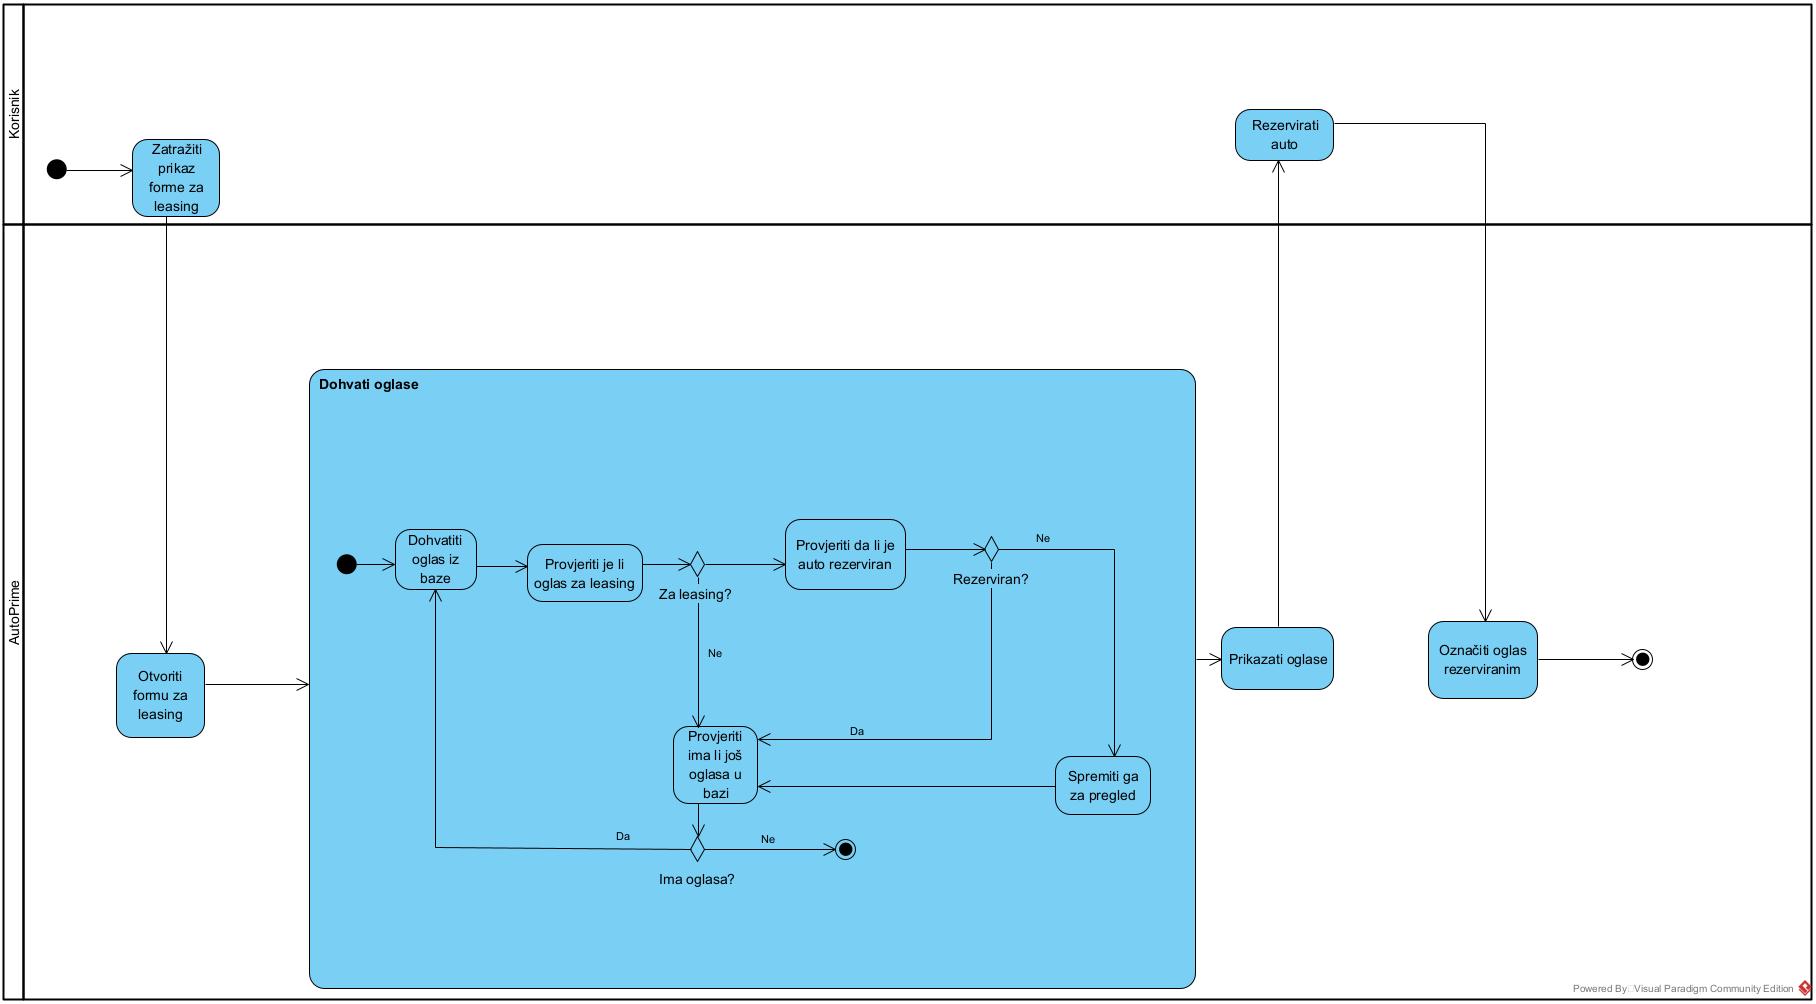 Korisnik
Zatražiti
prikaz
forme za
leasing
Rezervirati
auto
AutoPrime
Otvoriti
formu za
leasing
Dohvati oglase
Dohvatiti
oglas iz
baze
Provjeriti je li
oglas za leasing
Za leasing?
Ne
Provjeriti da li je
auto rezerviran
Rezerviran?
Ne
Da
Spremiti ga
za pregled
Provjeriti
ima li još
oglasa u
bazi
Da
Ne
Ima oglasa?
Prikazati oglase
Označiti oglas
rezerviranim
Powered By Visual Paradigm Community Edition